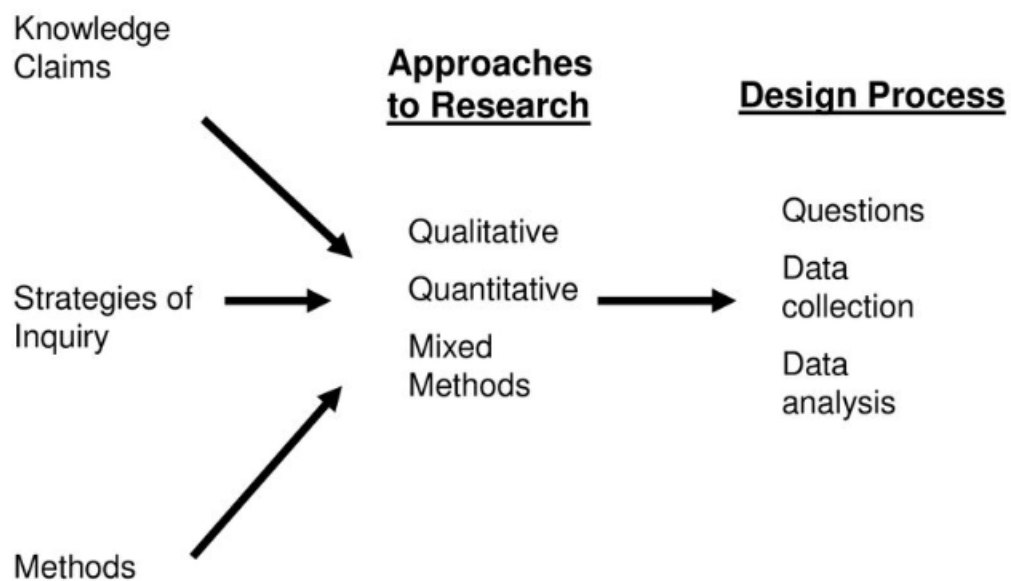 Knowledge
Claims
Strategies of
Inquiry
Methods
Approaches
to Research
Qualitative
Quantitative
Mixed
Methods
Design Process
Questions
Data
collection
Data
analysis